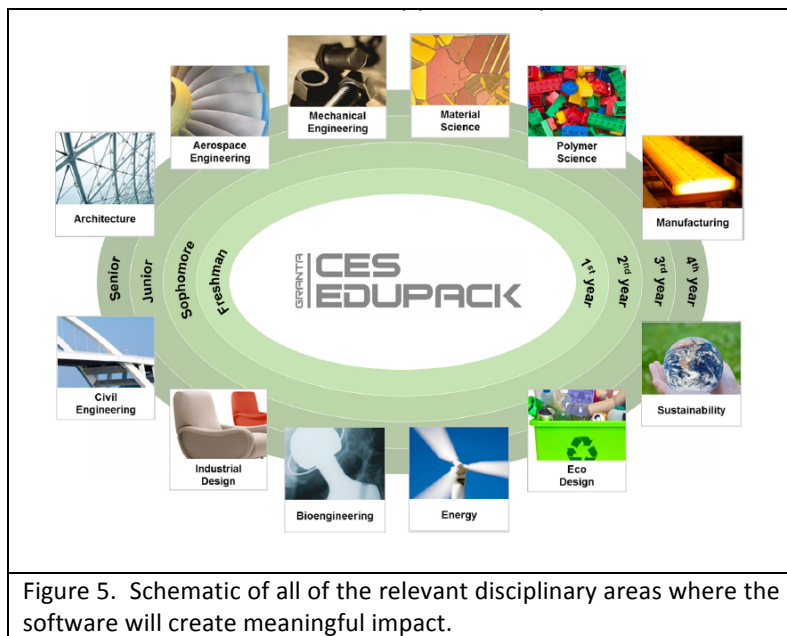 Mechanical
Engineering
Material
Science
Aerospace
Engineering
Polymer
Science
Architecture
Manufacturing
Senior
Junior
Sophomore
Freshman
GRANTA
CES
EDUPACK
1st year
2nd year
3rd year
4th year
Civil
Engineering
Sustainability
Industrial
Design
Eco
Design
Bioengineering
Energy
Figure 5. Schematic of all of the relevant disciplinary areas where the
software will create meaningful impact.